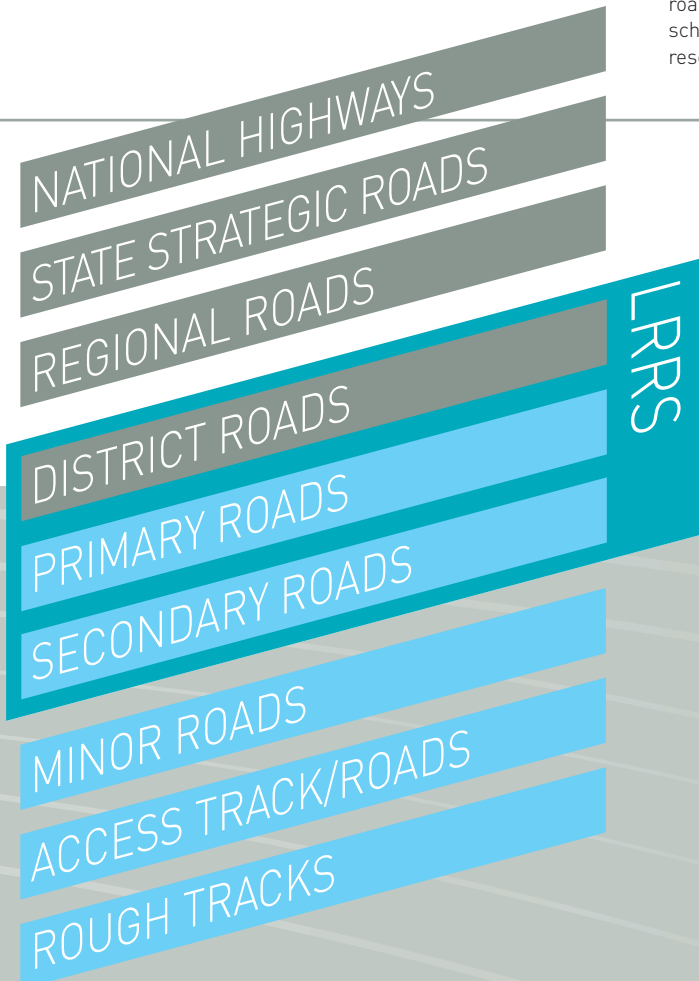 NATIONAL HIGHWAYS
STATE STRATEGIC ROADS
REGIONAL ROADS
DISTRICT ROADS
PRIMARY ROADS
SECONDARY ROADS
LRRS
MINOR ROADS
ACCESS TRACK/ROADS
ROUGH TRACKS